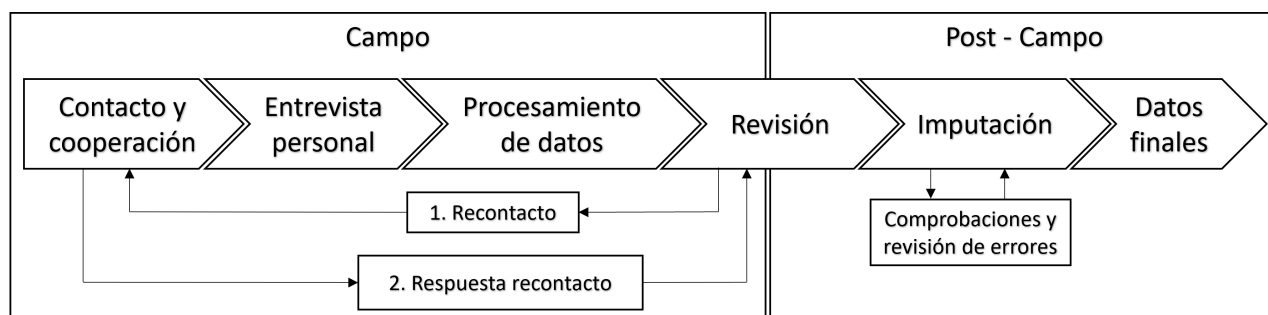 Campo
Post - Campo
Contacto y
cooperación
Entrevista
personal
Procesamiento
de datos
Revisión
Imputación
Datos
finales
1. Recontacto
2. Respuesta recontacto
Comprobaciones y
revisión de errores